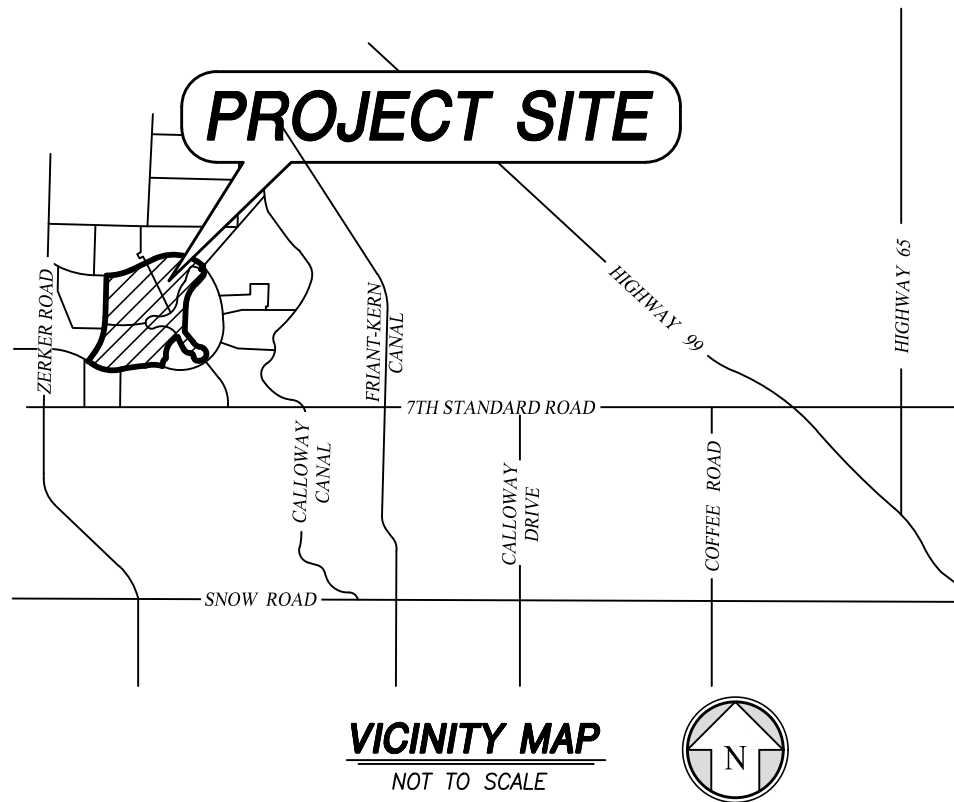 PROJECT SITE
ZERKER ROAD
FRIANT-KERN
CANAL
HIGHWAY 99
HIGHWAY 65
7TH STANDARD ROAD
CALLOWAY
CANAL
CALLOWAY
DRIVE
COFFEE ROAD
SNOW ROAD
VICINITY MAP
NOT TO SCALE
N